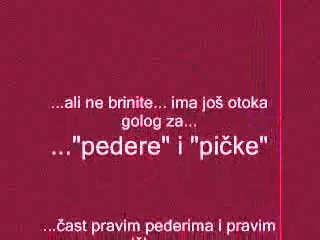 ...ali ne brinite... ima još otoka
golog za...
..."pedere" i "pičke"
...čast pravim pederima i pravim